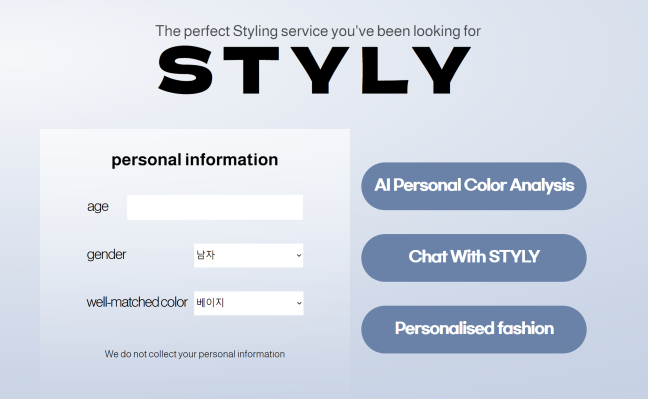 The perfect Styling service you've been looking for
STYLY
personal information
age
gender
남자
well-matched color
베이지
We do not collect your personal information
AI Personal Color Analysis
Chat With STYLY
Personalised fashion